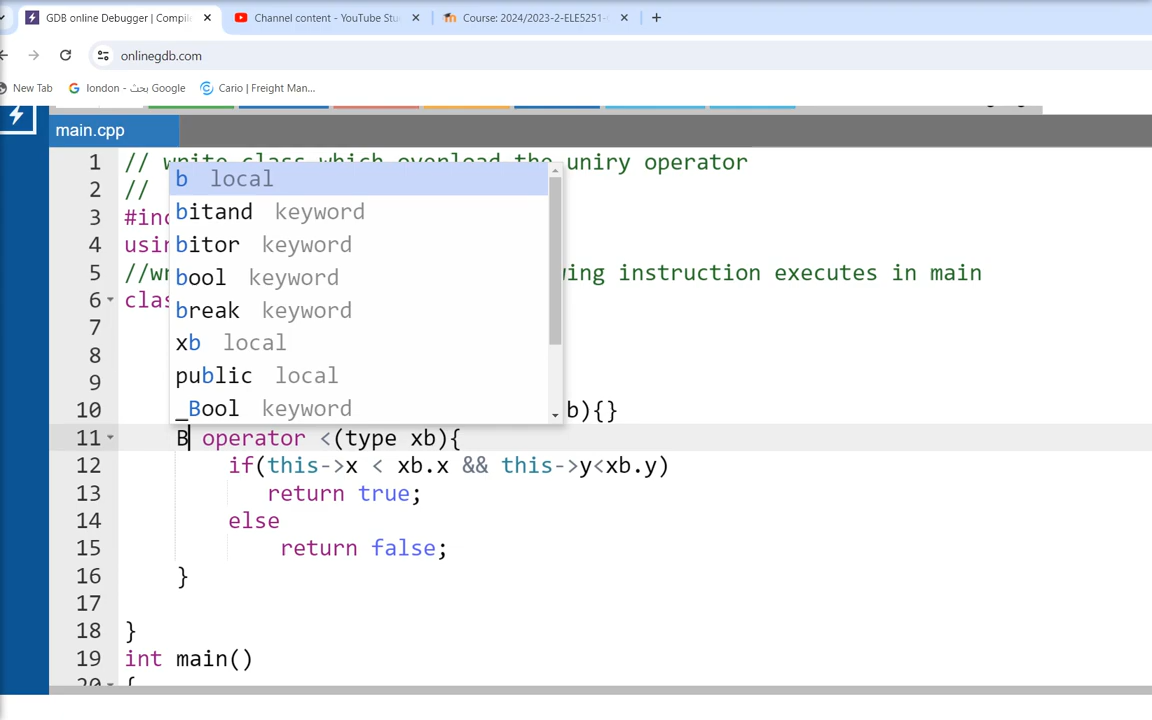 GDB online Debugger | Compil
Channel content - YouTube Stu
Course: 2024/2023-2-ELE5251-
onlinegdb.com
New Tab
london - بحث Google
Cario | Freight Man...
main.cpp
1 // write class which overload the uniry operator
2 //
3 #inc
4 usin
5 //wr wing instruction executes in main
6 clas
7
8
9
10 b){}
b local
bitand keyword
bitor keyword
bool keyword
break keyword
xb local
public local
_Bool keyword
11 B operator <(type xb){
12 if(this->x < xb.x && this->y<xb.y)
13 return true;
14 else
15 return false;
16 }
17
18 }
19 int main()
20 {